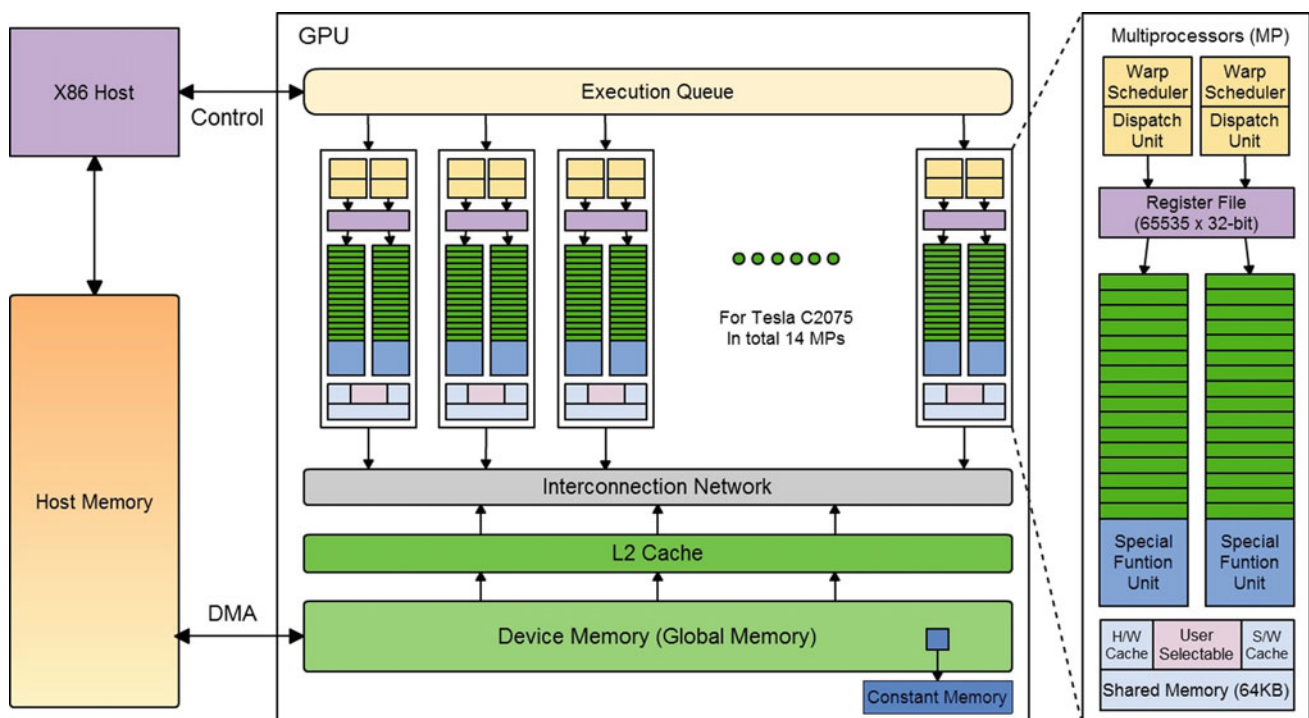 GPU
X86 Host
Control
Execution Queue
For Tesla C2075
In total 14 MPs
Interconnection Network
L2 Cache
Host Memory
DMA
Device Memory (Global Memory)
Constant Memory
Multiprocessors (MP)
Warp
Scheduler
Dispatch
Unit
Warp
Scheduler
Dispatch
Unit
Register File
(65535 x 32-bit)
Special
Funtion
Unit
Special
Funtion
Unit
H/W
Cache
User
Selectable
S/W
Cache
Shared Memory (64KB)